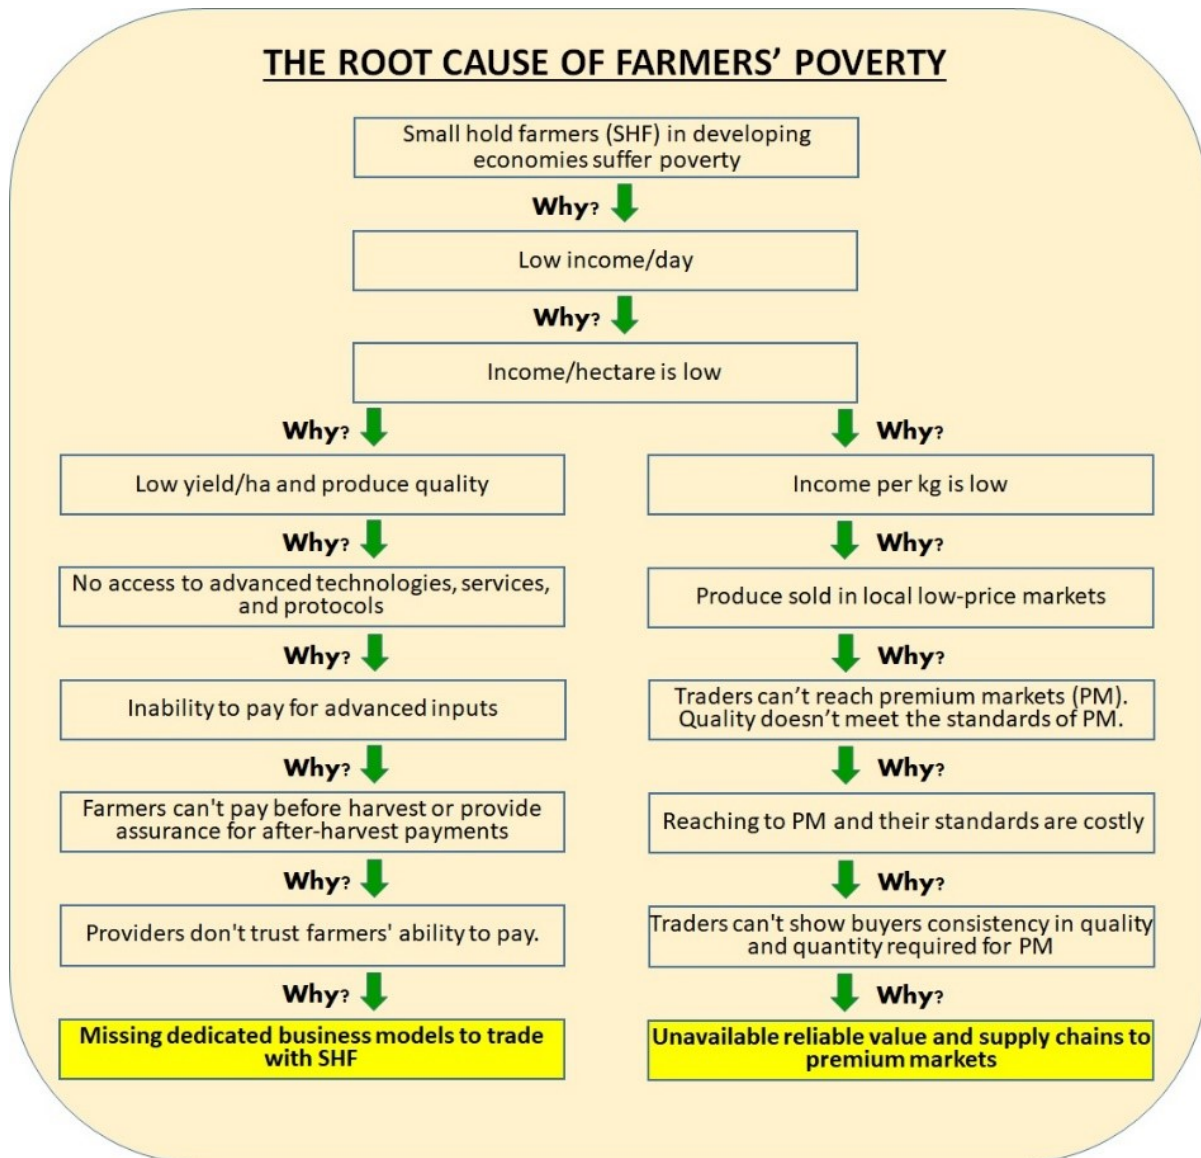 THE ROOT CAUSE OF FARMERS' POVERTY
Small hold farmers (SHF) in developing
economies suffer poverty
Why?
Low income/day
Why?
Income/hectare is low
Why?
Low yield/ha and produce quality
Why?
No access to advanced technologies, services,
and protocols
Why?
Inability to pay for advanced inputs
Why?
Farmers can't pay before harvest or provide
assurance for after-harvest payments
Why?
Providers don't trust farmers' ability to pay.
Why?
Missing dedicated business models to trade
with SHF
Why?
Income per kg is low
Why?
Produce sold in local low-price markets
Why?
Traders can't reach premium markets (PM).
Quality doesn't meet the standards of PM.
Why?
Reaching to PM and their standards are costly
Why?
Traders can't show buyers consistency in quality
and quantity required for PM
Why?
Unavailable reliable value and supply chains to
premium markets